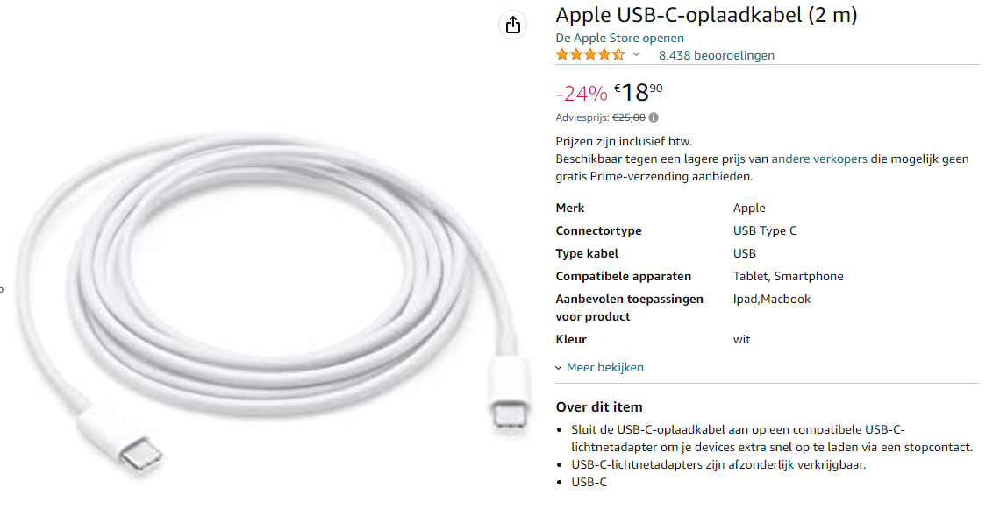 Apple USB-C-oplaadkabel (2 m)
De Apple Store openen
8.438 beoordelingen
-24% €1890
Adviesprijs: €25,00
Prijzen zijn inclusief btw.
Beschikbaar tegen een lagere prijs van andere verkopers die mogelijk geen
gratis Prime-verzending aanbieden.
Merk Apple
Connectortype USB Type C
Type kabel USB
Compatibele apparaten Tablet, Smartphone
Aanbevolen toepassingen Ipad,Macbook
voor product
Kleur wit
Meer bekijken
Over dit item
• Sluit de USB-C-oplaadkabel aan op een compatibele USB-C-
lichtnetadapter om je devices extra snel op te laden via een stopcontact.
• USB-C-lichtnetadapters zijn afzonderlijk verkrijgbaar.
• USB-C